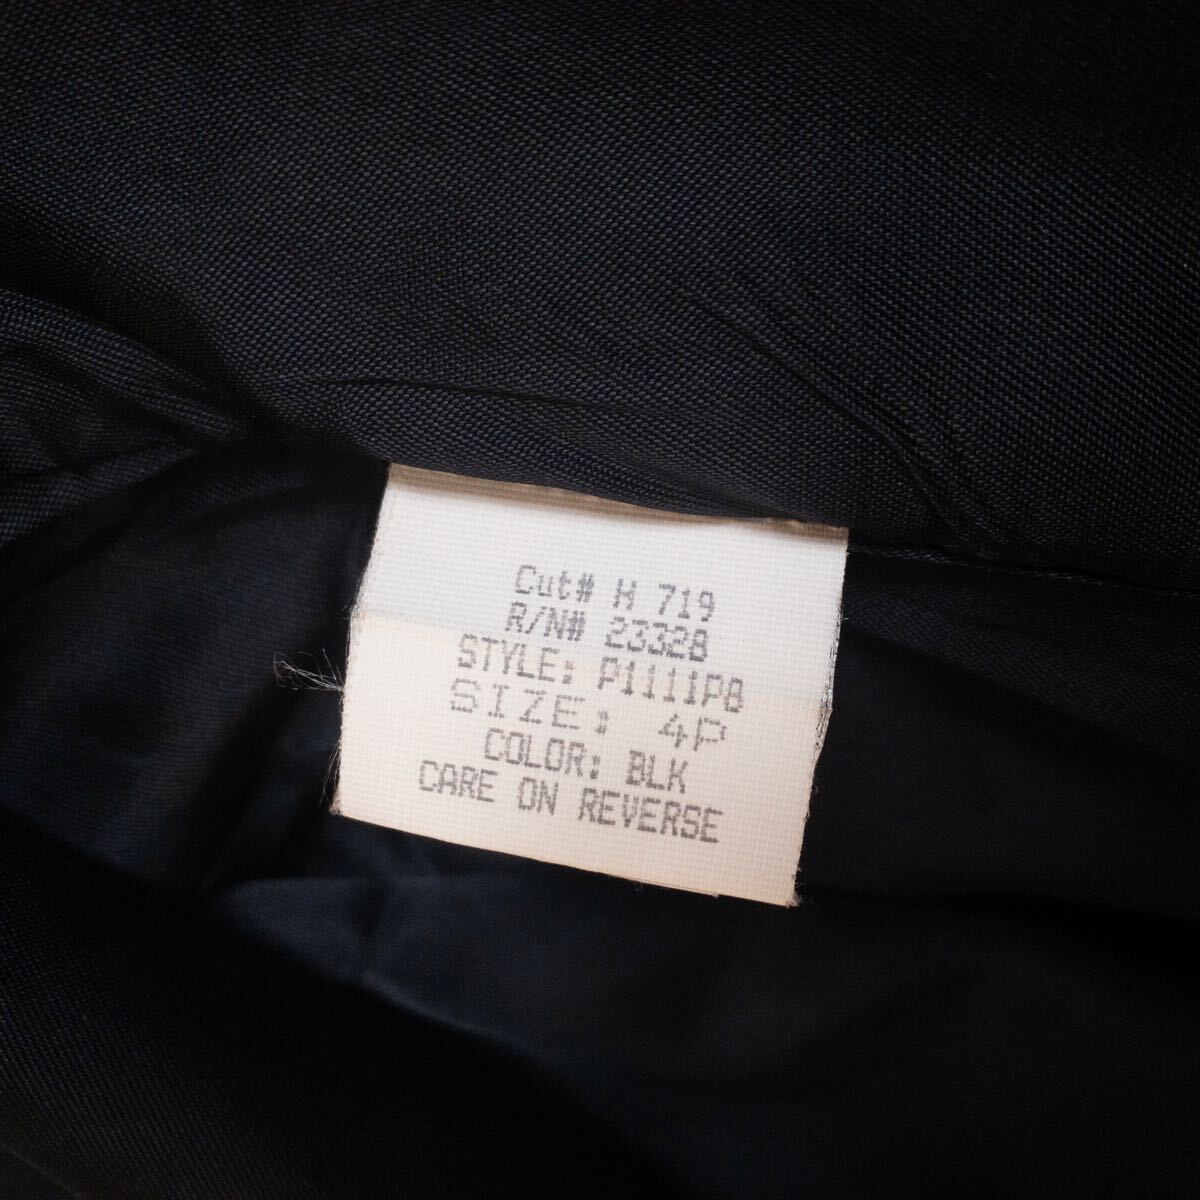 Cut# H 719
R/N# 23328
STYLE: P1111P8
SIZE: 4P
COLOR: BLK
CARE ON REVERSE